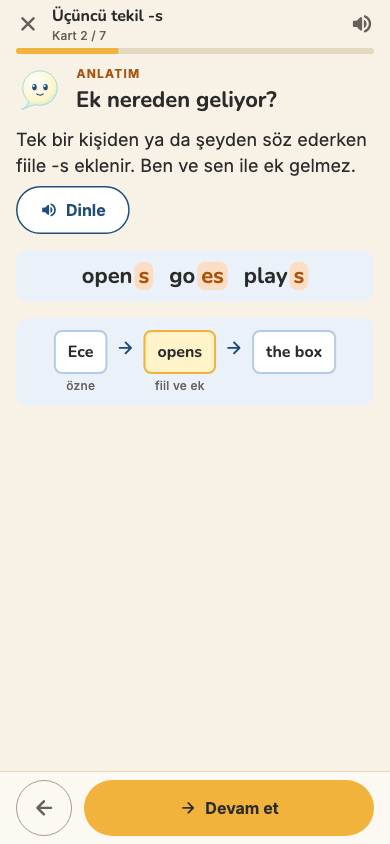 Üçüncü tekil -s
Kart 2 / 7
ANLATIM
Ek nereden geliyor?
Tek bir kişiden ya da şeyden söz ederken
fiile -s eklenir. Ben ve sen ile ek gelmez.
Dinle
opens goes plays
Ece → opens → the box
özne fiil ve ek
→ Devam et